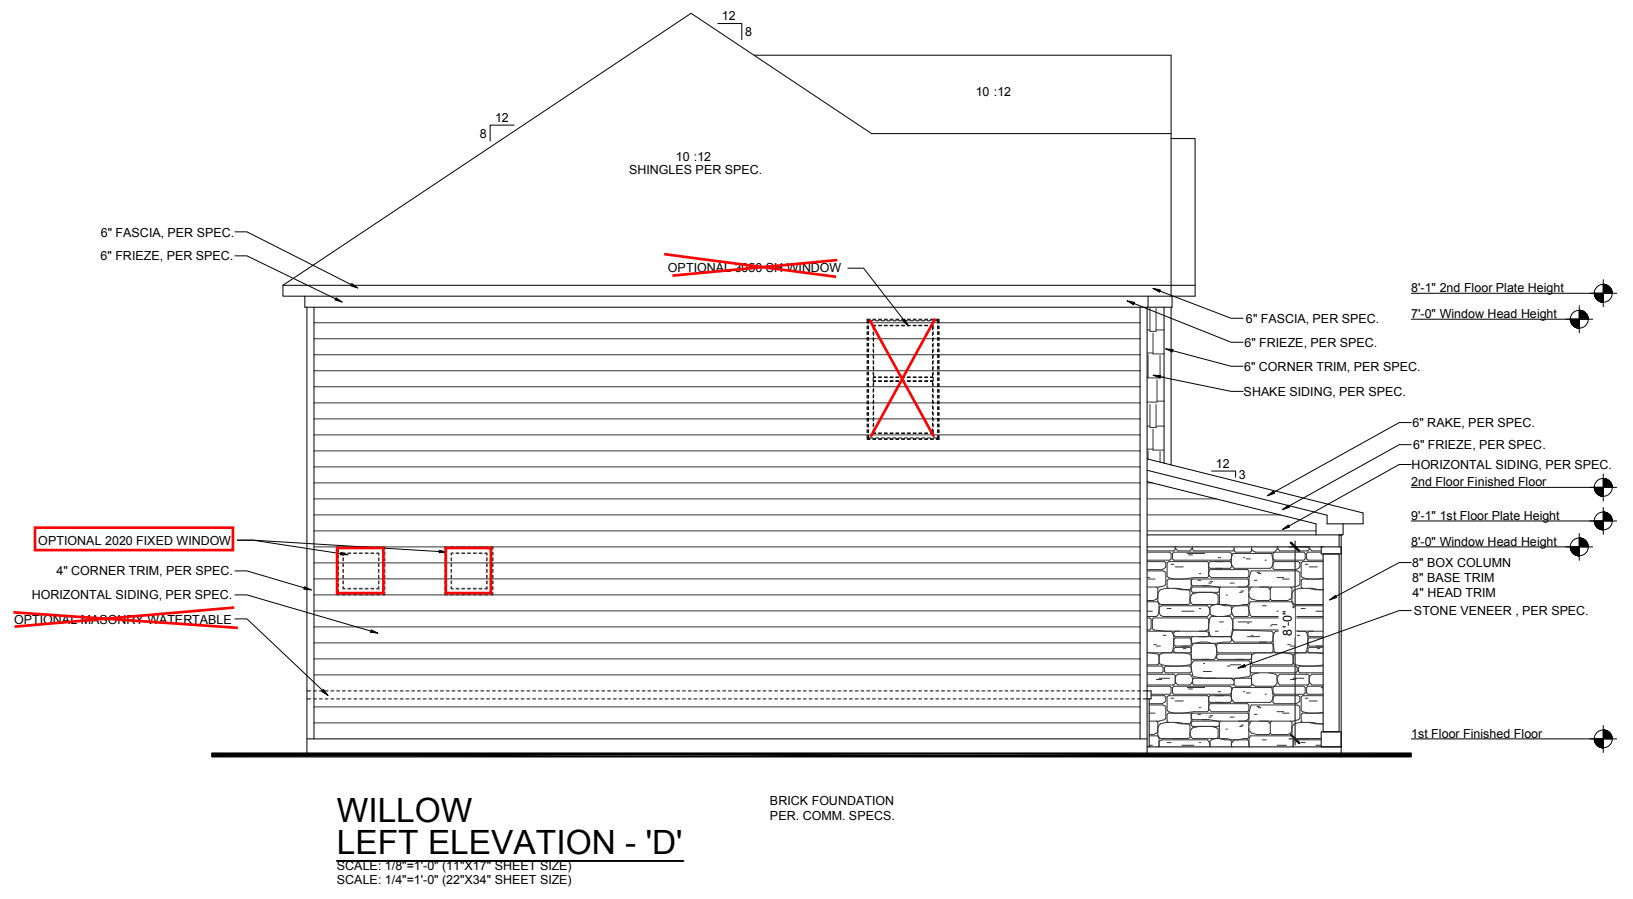 12
8
10 :12
12
8
10 :12
SHINGLES PER SPEC.
6" FASCIA, PER SPEC.
6" FRIEZE, PER SPEC.
OPTIONAL 3050 SH WINDOW
8'-1" 2nd Floor Plate Height
7'-0" Window Head Height
6" FASCIA, PER SPEC.
6" FRIEZE, PER SPEC.
6" CORNER TRIM, PER SPEC.
SHAKE SIDING, PER SPEC.
6" RAKE, PER SPEC.
6" FRIEZE, PER SPEC.
12
3
HORIZONTAL SIDING, PER SPEC.
2nd Floor Finished Floor
9'-1" 1st Floor Plate Height
8'-0" Window Head Height
OPTIONAL 2020 FIXED WINDOW
4" CORNER TRIM, PER SPEC.
HORIZONTAL SIDING, PER SPEC.
OPTIONAL MASONRY WATERTABLE
8" BOX COLUMN
8" BASE TRIM
4" HEAD TRIM
STONE VENEER , PER SPEC.
8'-0"
1st Floor Finished Floor
WILLOW
LEFT ELEVATION - 'D'
SCALE: 1/8"=1'-0" (11"X17" SHEET SIZE)
SCALE: 1/4"=1'-0" (22"X34" SHEET SIZE)
BRICK FOUNDATION
PER. COMM. SPECS.